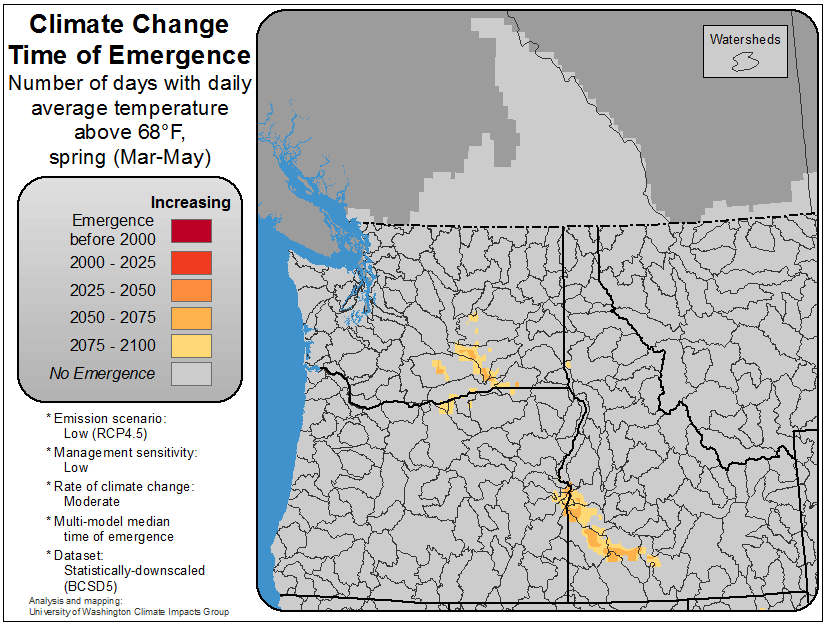 Climate Change
Time of Emergence
Number of days with daily
average temperature
above 68°F,
spring (Mar-May)
Increasing
Emergence
before 2000
2000 - 2025
2025 - 2050
2050 - 2075
2075 - 2100
No Emergence
* Emission scenario:
Low (RCP4.5)
* Management sensitivity:
Low
* Rate of climate change:
Moderate
* Multi-model median
time of emergence
* Dataset:
Statistically-downscaled
(BCSD5)
Analysis and mapping:
University of Washington Climate Impacts Group
Watersheds